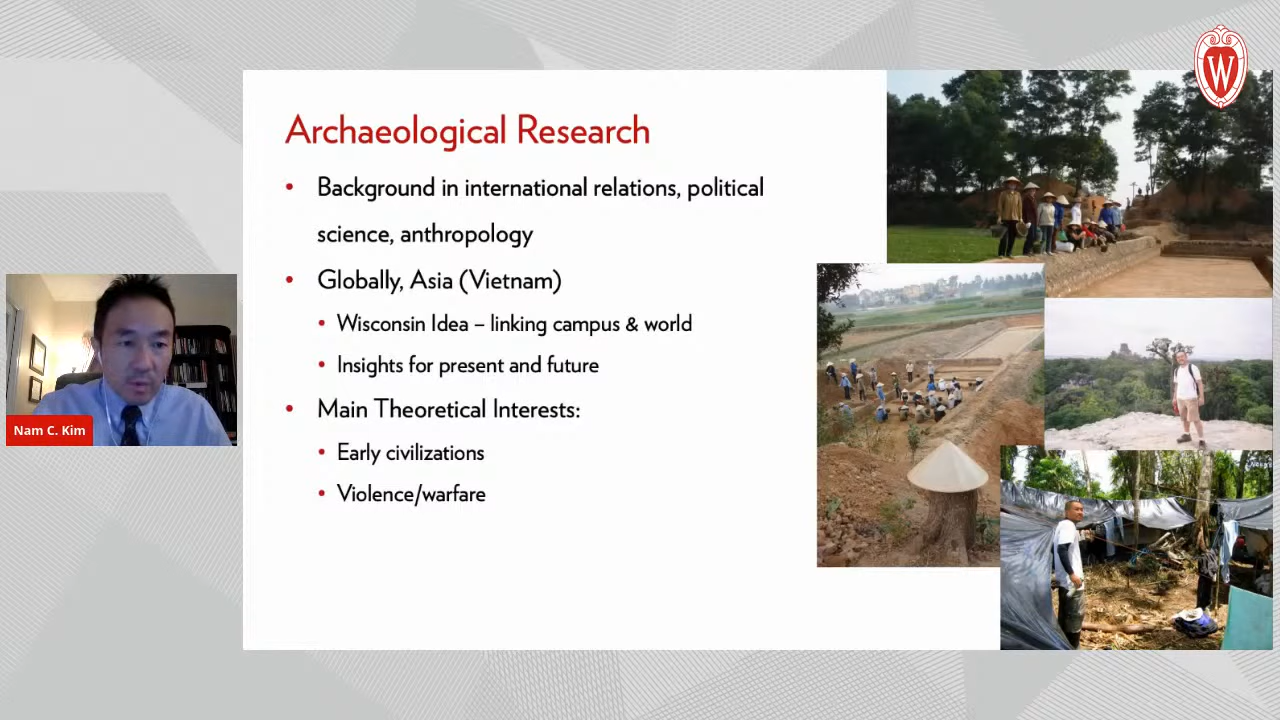 W
Archaeological Research
• Background in international relations, political
science, anthropology
• Globally, Asia (Vietnam)
• Wisconsin Idea – linking campus & world
• Insights for present and future
• Main Theoretical Interests:
• Early civilizations
• Violence/warfare
Nam C. Kim